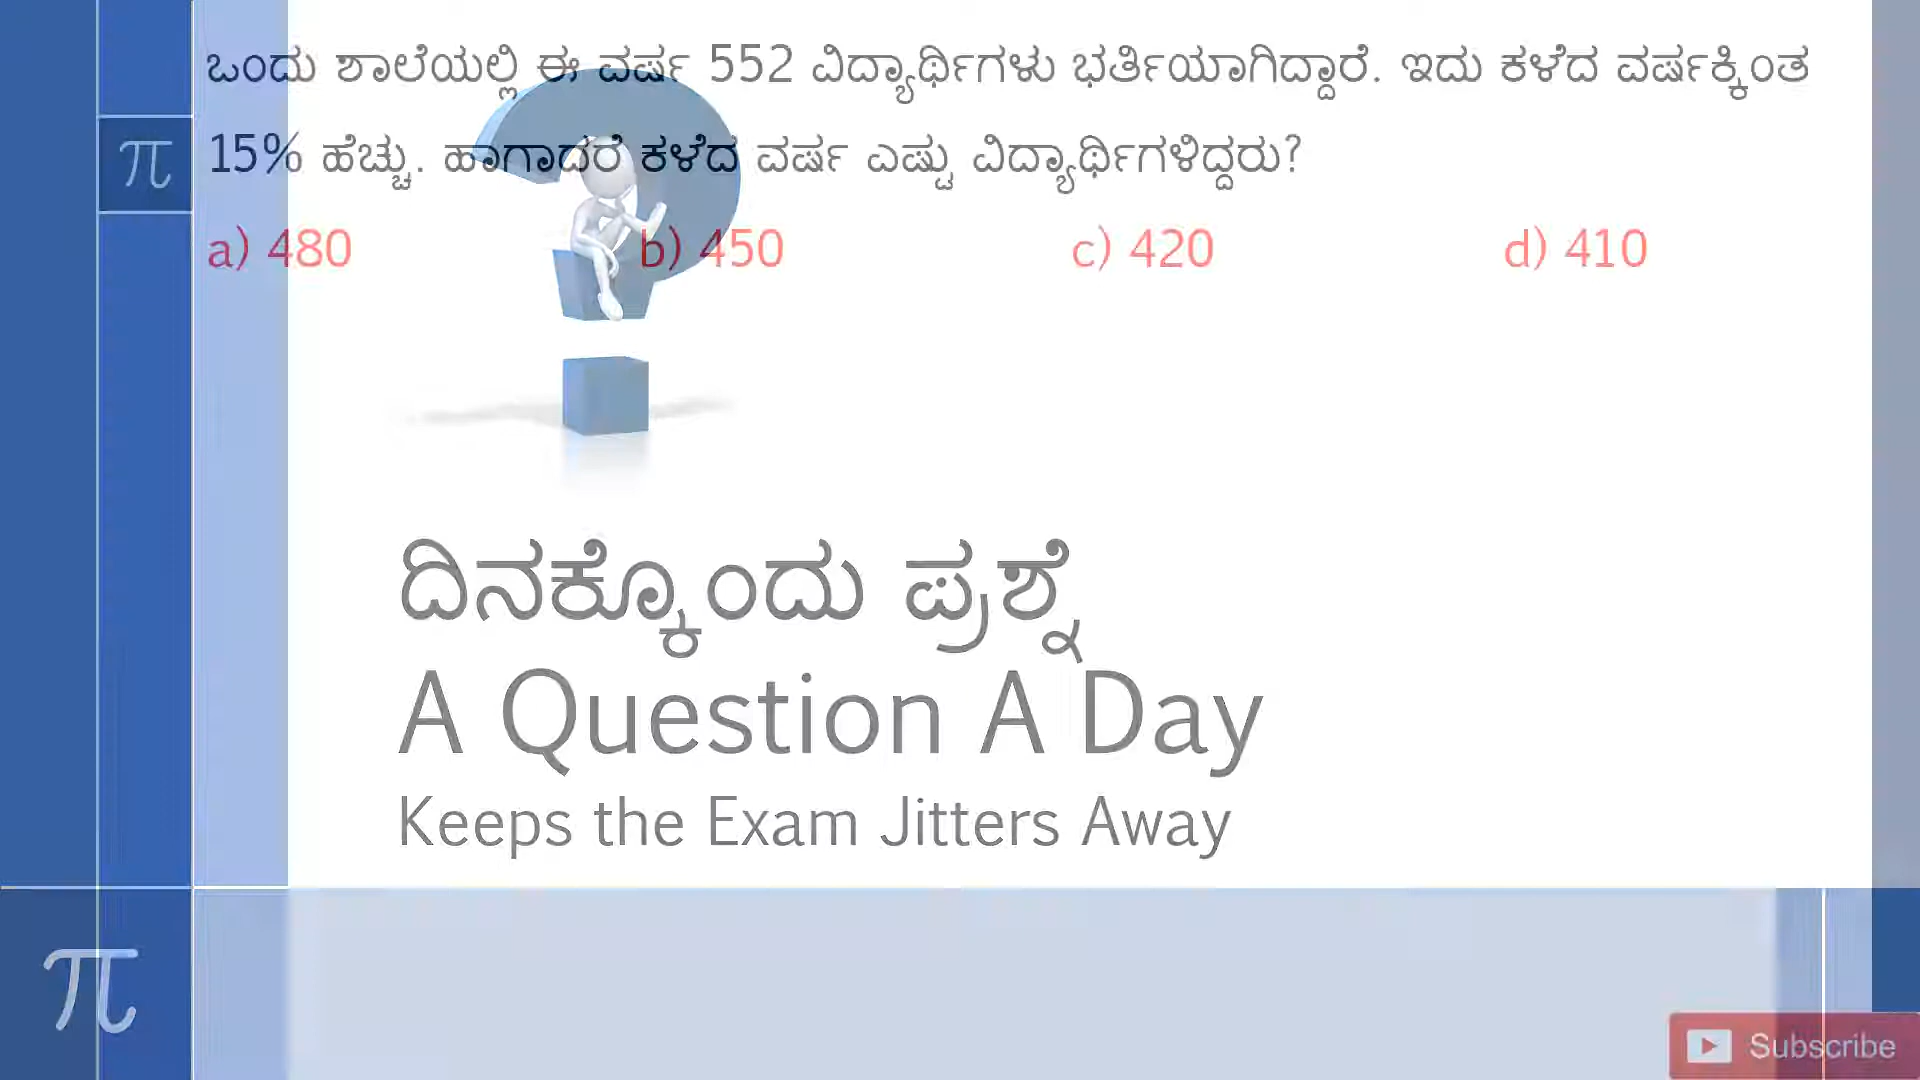 ಒಂದು ಶಾಲೆಯಲ್ಲಿ ಈ ವರ್ಷ 552 ವಿದ್ಯಾರ್ಥಿಗಳು ಭರ್ತಿಯಾಗಿದ್ದಾರೆ. ಇದು ಕಳೆದ ವರ್ಷಕ್ಕಿಂತ
π 15% ಹೆಚ್ಚು. ಹಾಗಾದರೆ ಕಳೆದ ವರ್ಷ ಎಷ್ಟು ವಿದ್ಯಾರ್ಥಿಗಳಿದ್ದರು?
a) 480 b) 450 c) 420 d) 410
ದಿನಕ್ಕೊಂದು ಪ್ರಶ್ನೆ
A Question A Day
Keeps the Exam Jitters Away
π
Subscribe